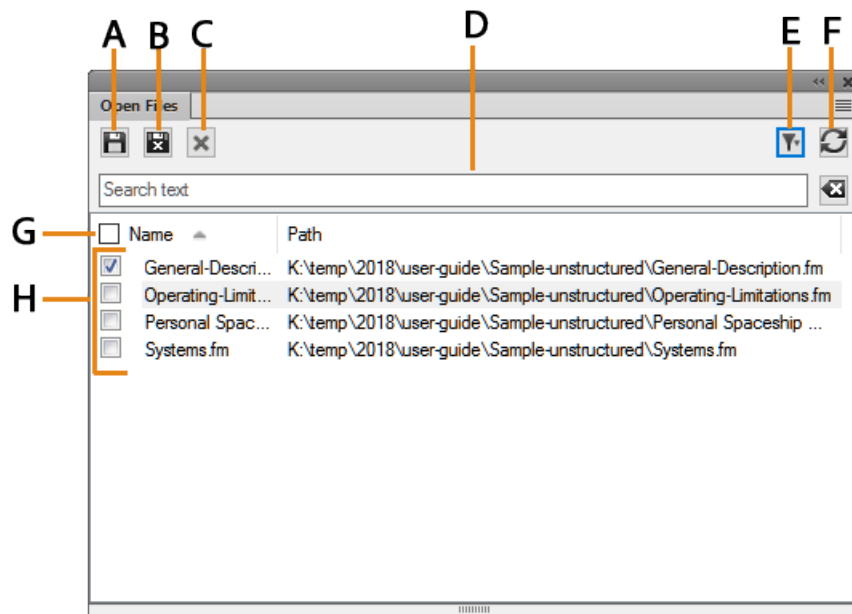 A B C D E F
Open Files
Search text
G Name Path
General-Descri... K:\temp\2018\user-guide\Sample-unstructured\General-Description.fm
H Operating-Limit... K:\temp\2018\user-guide\Sample-unstructured\Operating-Limitations.fm
Personal Spac... K:\temp\2018\user-guide\Sample-unstructured\Personal Spaceship ...
Systems.fm K:\temp\2018\user-guide\Sample-unstructured\Systems.fm